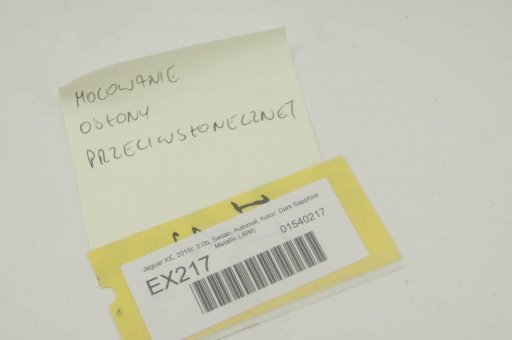 MOCOWANIE
OSŁONY
PRZECIWSŁONECZNEJ
Jaguar XE, 2015r, 2.0b, Sedan, Automat, Kolor: Dark Sapphire
Metallic (JBM)
EX217
01540217